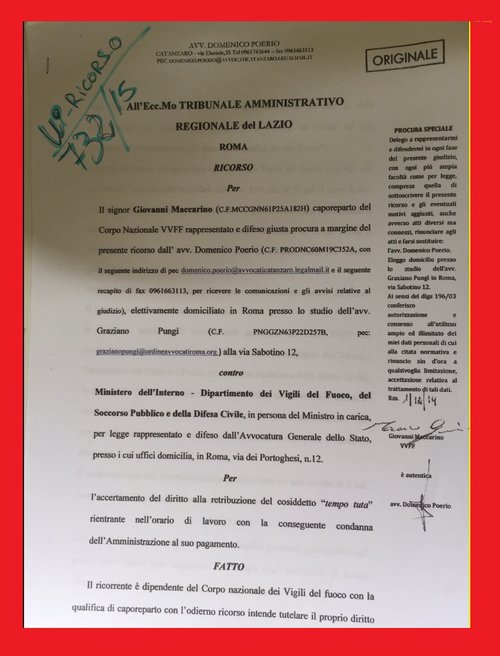 AVV. DOMENICO POERIO
CATANZARO - via Daniele,35 Tel 0961743644 – fax 0961663113
PEC DOMENICO.POERIO@AVVOCATICATANZARO.LEGALMAIL.IT
ORIGINALE
RICORSO
732/15
All'Ecc.Mo TRIBUNALE AMMINISTRATIVO
REGIONALE del LAZIO
ROMA
RICORSO
Per
Il signor Giovanni Maccarino (C.F.MCCGNN61P25A182H) caporeparto del
Corpo Nazionale VVFF rappresentato e difeso giusta procura a margine del
presente ricorso dall' avv. Domenico Poerio (C.F. PRODNC60M19C352A, con
il seguente indirizzo di pec domenico.poerio@avvocaticatanzaro.legalmail.it e il seguente
recapito di fax 0961663113, per ricevere le comunicazioni e gli avvisi relative al
giudizio), elettivamente domiciliato in Roma presso lo studio dell'avv.
Graziano Pungi (C.F. PNGGZN63P22D257B, pec:
grazianopungi@ordineavvocatiroma.org ) alla via Sabotino 12,
contro
Ministero dell'Interno - Dipartimento dei Vigili del Fuoco, del
Soccorso Pubblico e della Difesa Civile, in persona del Ministro in carica,
per legge rappresentato e difeso dall'Avvocatura Generale dello Stato,
presso i cui uffici domicilia, in Roma, via dei Portoghesi, n.12.
Per
l'accertamento del diritto alla retribuzione del cosiddetto "tempo tuta"
rientrante nell'orario di lavoro con la conseguente condanna
dell'Amministrazione al suo pagamento.
FATTO
Il ricorrente è dipendente del Corpo nazionale dei Vigili del fuoco con la
qualifica di caporeparto con l'odierno ricorso intende tutelare il proprio diritto
PROCURA SPECIALE
Delego a rappresentarmi
e difendermi in ogni fase
del presente giudizio,
con ogni più ampia
facoltà come per legge,
compresa quella di
sottoscrivere il presente
ricorso e gli eventuali
motivi aggiunti, anche
avverso atti diversi ma
connessi, rinunciare agli
atti e farsi sostituire:
l'avv. Domenico Poerio.
Eleggo domicilio presso
lo studio dell'avv.
Graziano Pungi in Roma,
via Sabotino 12.
Ai sensi del digs 196/03
conferisco
autorizzazione e
consenso all'utilizzo
ampio ed illimitato dei
miei dati personali di cui
alla citata normativa e
rinuncio sin d'ora a
qualsivoglia limitazione,
accettazione relativa al
trattamento di tali dati.
Rm.
Giovanni Maccarino
VVFF
è autentica
avv. Domenico Poerio